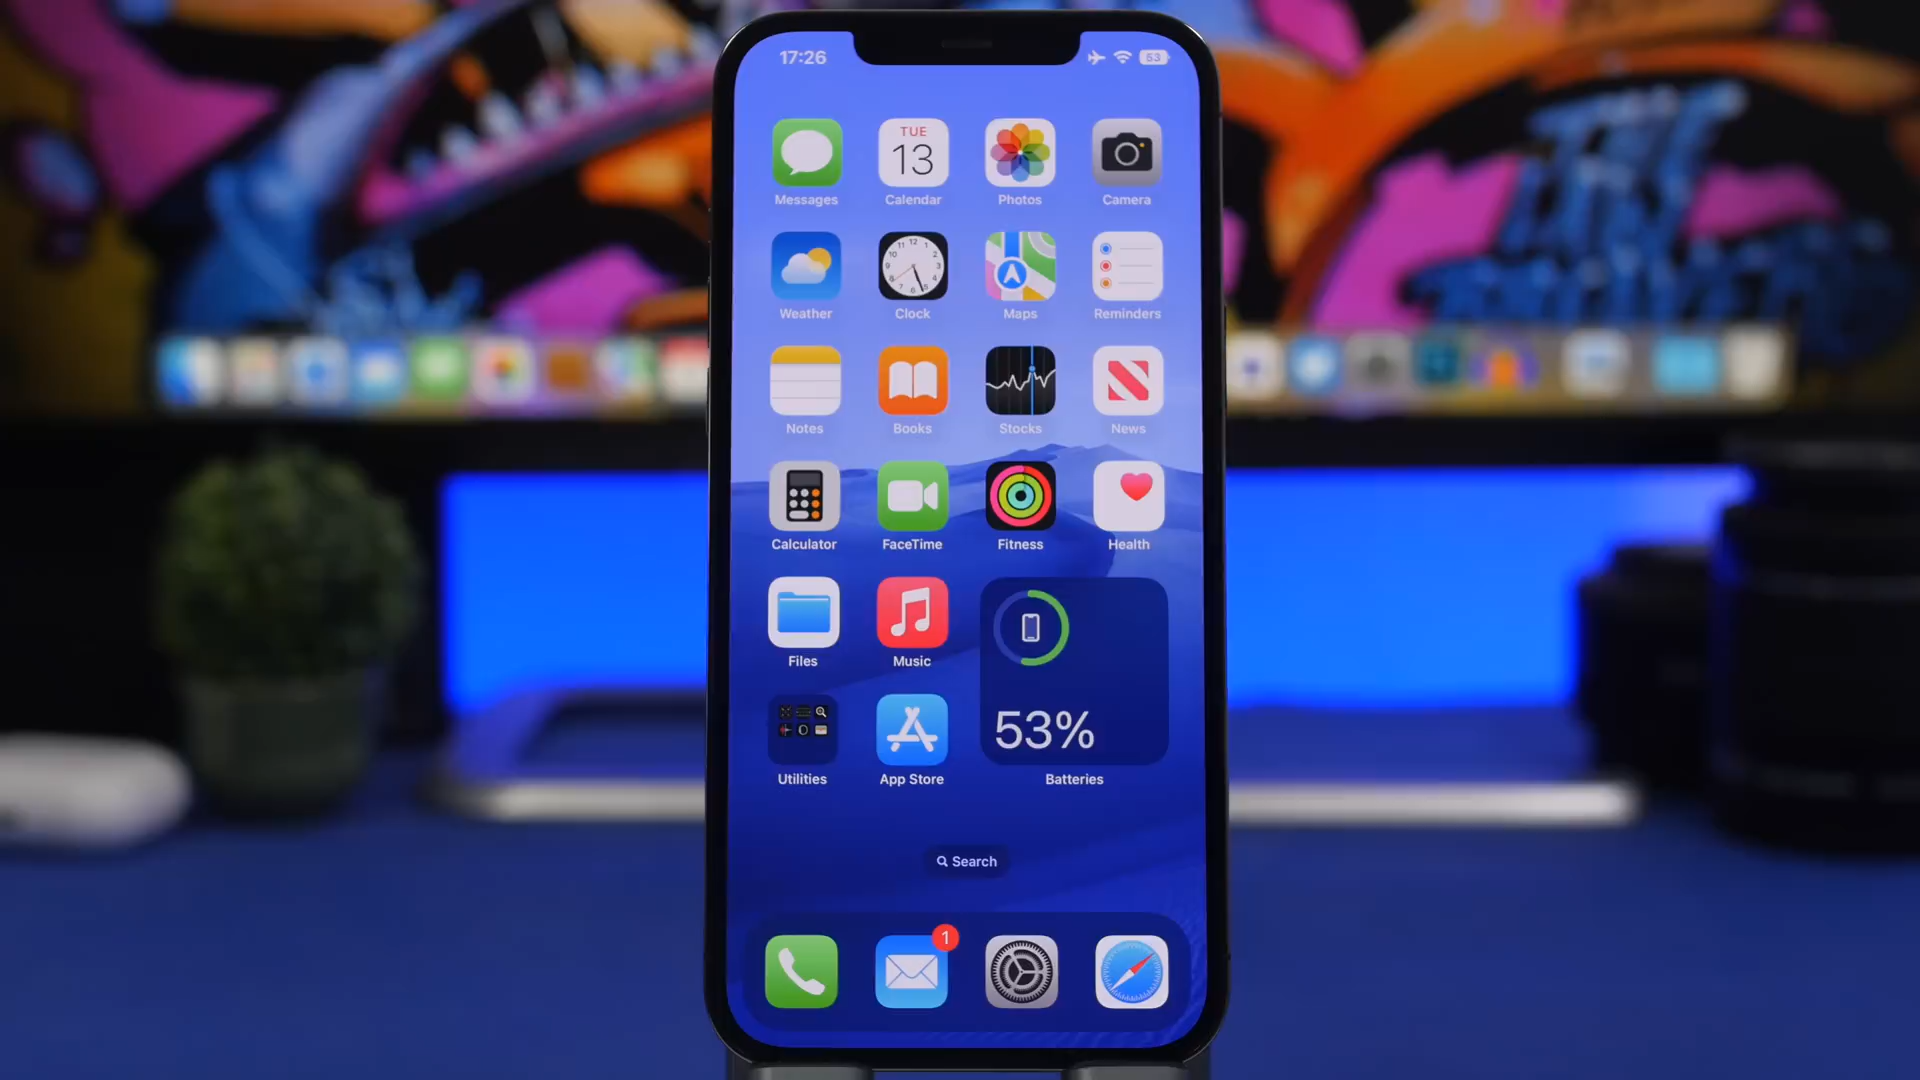 17:26
53
TUE
13
Messages
Calendar
Photos
Camera
Weather
Clock
Maps
Reminders
Notes
Books
Stocks
News
Calculator
FaceTime
Fitness
Health
Files
Music
53%
Utilities
App Store
Batteries
Search
1